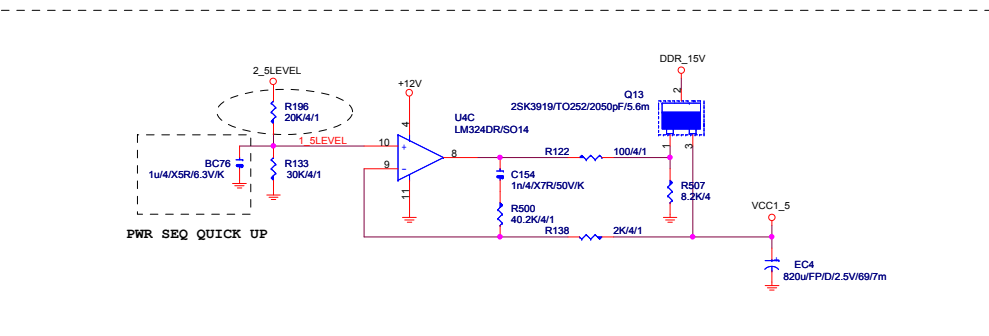 DDR_15V
2_5LEVEL
+12V
2
Q13
2SK3919/TO252/2050pF/5.6m
R196
20K/4/1
4
U4C
LM324DR/SO14
1_5LEVEL
10
+
8
R122
100/4/1
1
3
BC76
1u/4/X5R/6.3V/K
R133
30K/4/1
9
-
11
C154
1n/4/X7R/50V/K
R507
8.2K/4
R500
40.2K/4/1
VCC1_5
PWR SEQ QUICK UP
R138
2K/4/1
+
EC4
820u/FP/D/2.5V/69/7m